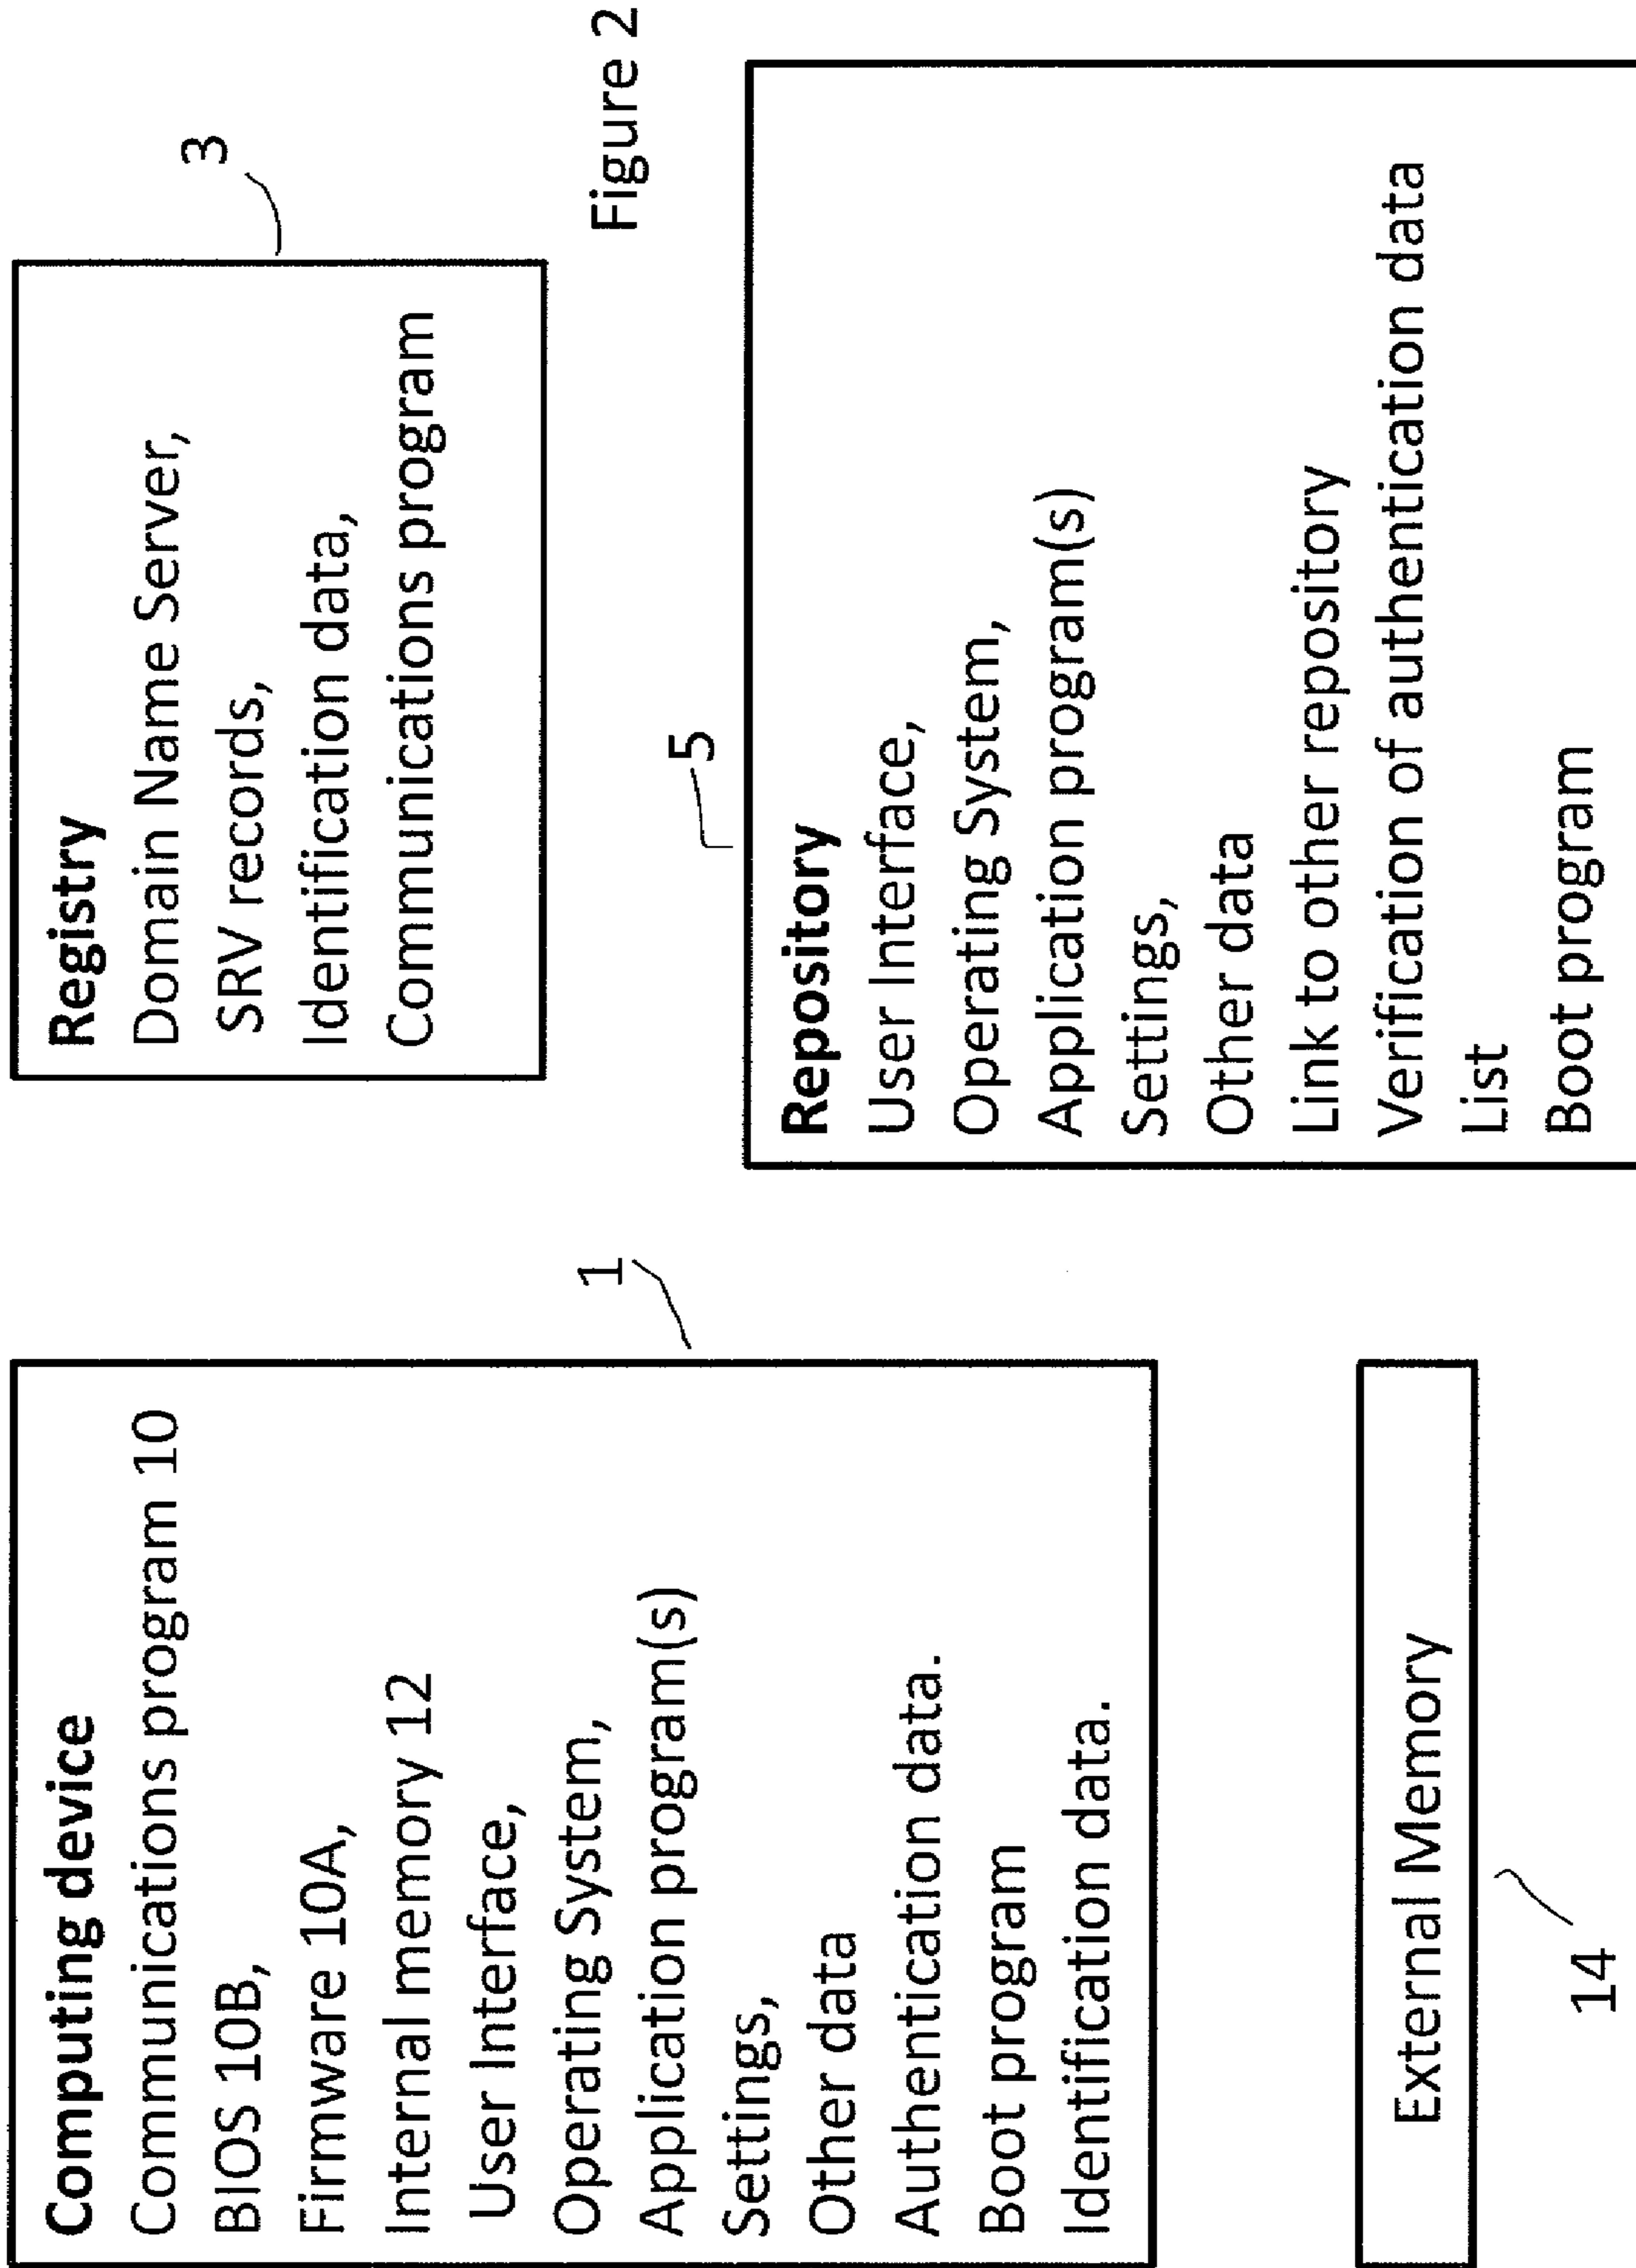 Computing device
Communications program 10
BIOS 10B,
Firmware 10A,
Internal memory 12
User Interface,
Operating System,
Application program(s)
Settings,
Other data
Authentication data.
Boot program
Identification data.
1
External Memory
14
Registry
Domain Name Server,
SRV records,
Identification data,
Communications program
3
Figure 2
5
Repository
User Interface,
Operating System,
Application program(s)
Settings,
Other data
Link to other repository
Verification of authentication data
List
Boot program